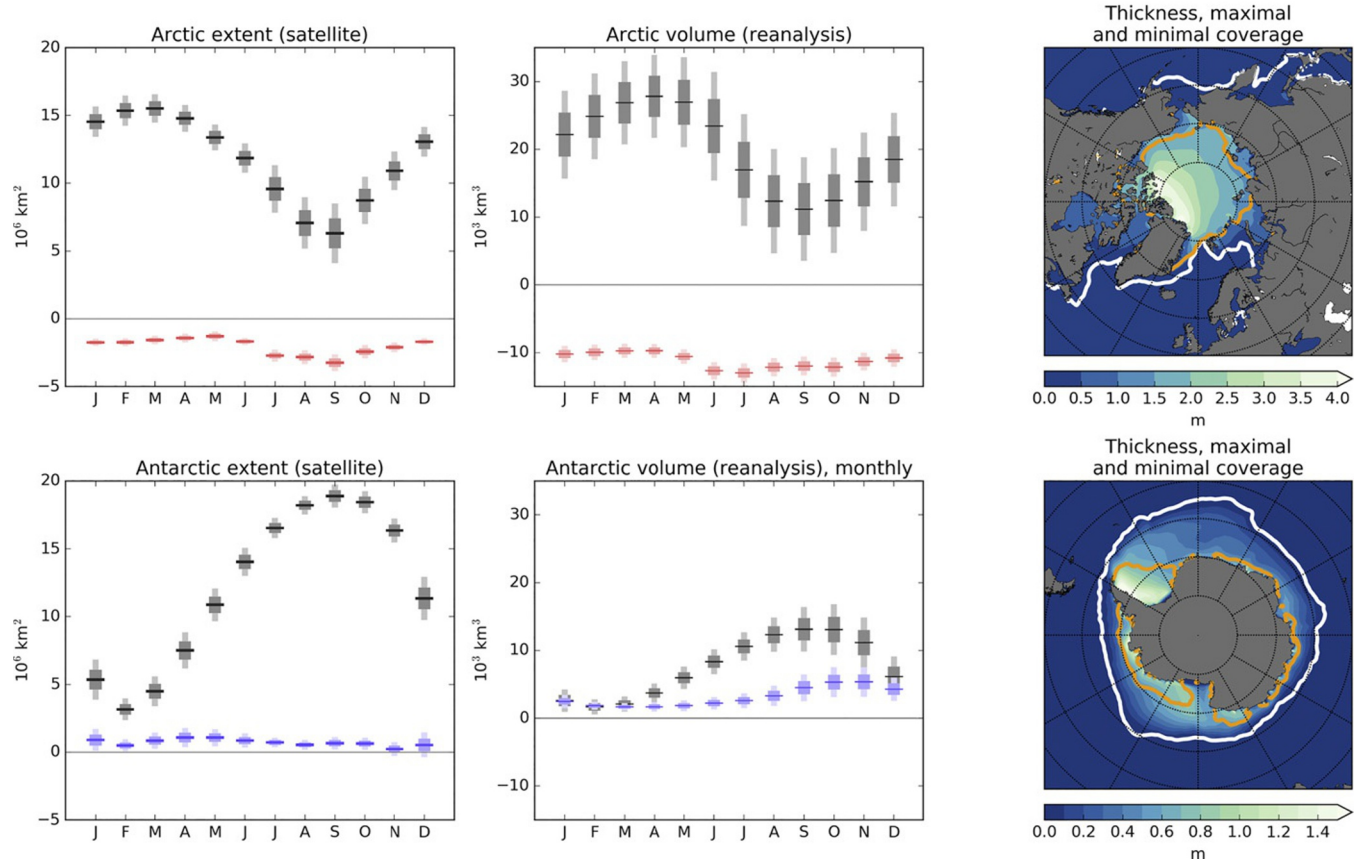 Arctic extent (satellite)
20
15
10
5
0
−5
10⁶ km²
J F M A M J J A S O N D
Arctic volume (reanalysis)
30
20
10
0
−10
10³ km³
J F M A M J J A S O N D
Thickness, maximal
and minimal coverage
0.0 0.5 1.0 1.5 2.0 2.5 3.0 3.5 4.0
m
Antarctic extent (satellite)
20
15
10
5
0
−5
10⁶ km²
J F M A M J J A S O N D
Antarctic volume (reanalysis), monthly
30
20
10
0
−10
10³ km³
J F M A M J J A S O N D
Thickness, maximal
and minimal coverage
0.0 0.2 0.4 0.6 0.8 1.0 1.2 1.4
m